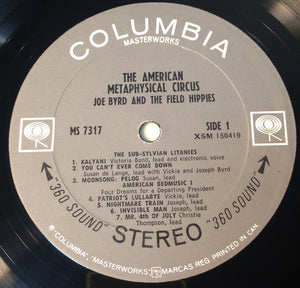 COLUMBIA
MASTERWORKS
THE AMERICAN
METAPHYSICAL CIRCUS
JOE BYRD AND THE FIELD HIPPIES
MS 7317
SIDE 1
XSM 150419
THE SUB-SYLVIAN LITANIES
1. KALYANI Victoria Bond, lead and electronic voice
2. YOU CAN'T EVER COME DOWN
Susan de Lange, lead with Vickie and Joseph Byrd
3. MOONSONG: PELOG Susan, lead
AMERICAN BEDMUSIC I
Four Dreams for a Departing President
4. PATRIOT'S LULLABYE Vickie, lead
5. NIGHTMARE TRAIN Joseph, lead
6. INVISIBLE MAN Joseph, lead
7. MR. 4th OF JULY Christie
Thompson, lead
"360 SOUND" STEREO "360 SOUND"
® "COLUMBIA", "MASTERWORKS", MARCAS REG. PRINTED IN CAN.